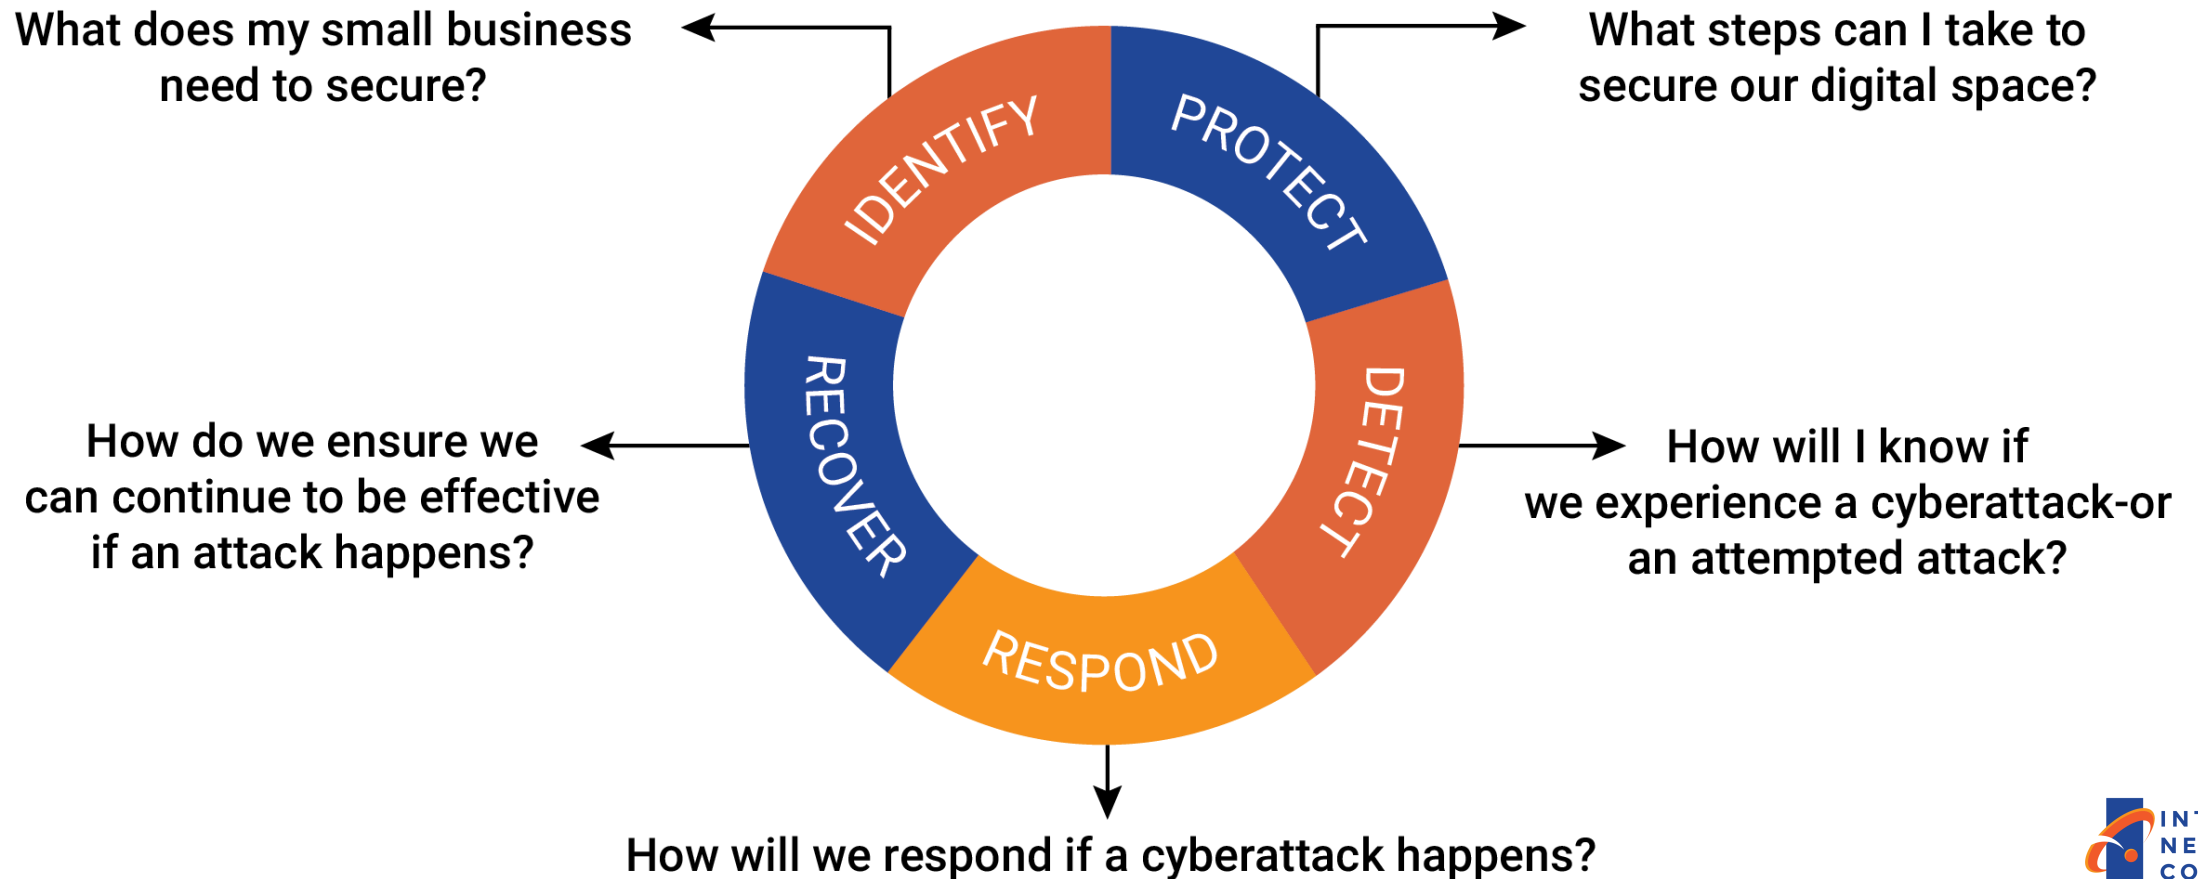 What does my small business
need to secure?
What steps can I take to
secure our digital space?
IDENTIFY
PROTECT
RECOVER
DETECT
RESPOND
How do we ensure we
can continue to be effective
if an attack happens?
How will I know if
we experience a cyberattack-or
an attempted attack?
How will we respond if a cyberattack happens?